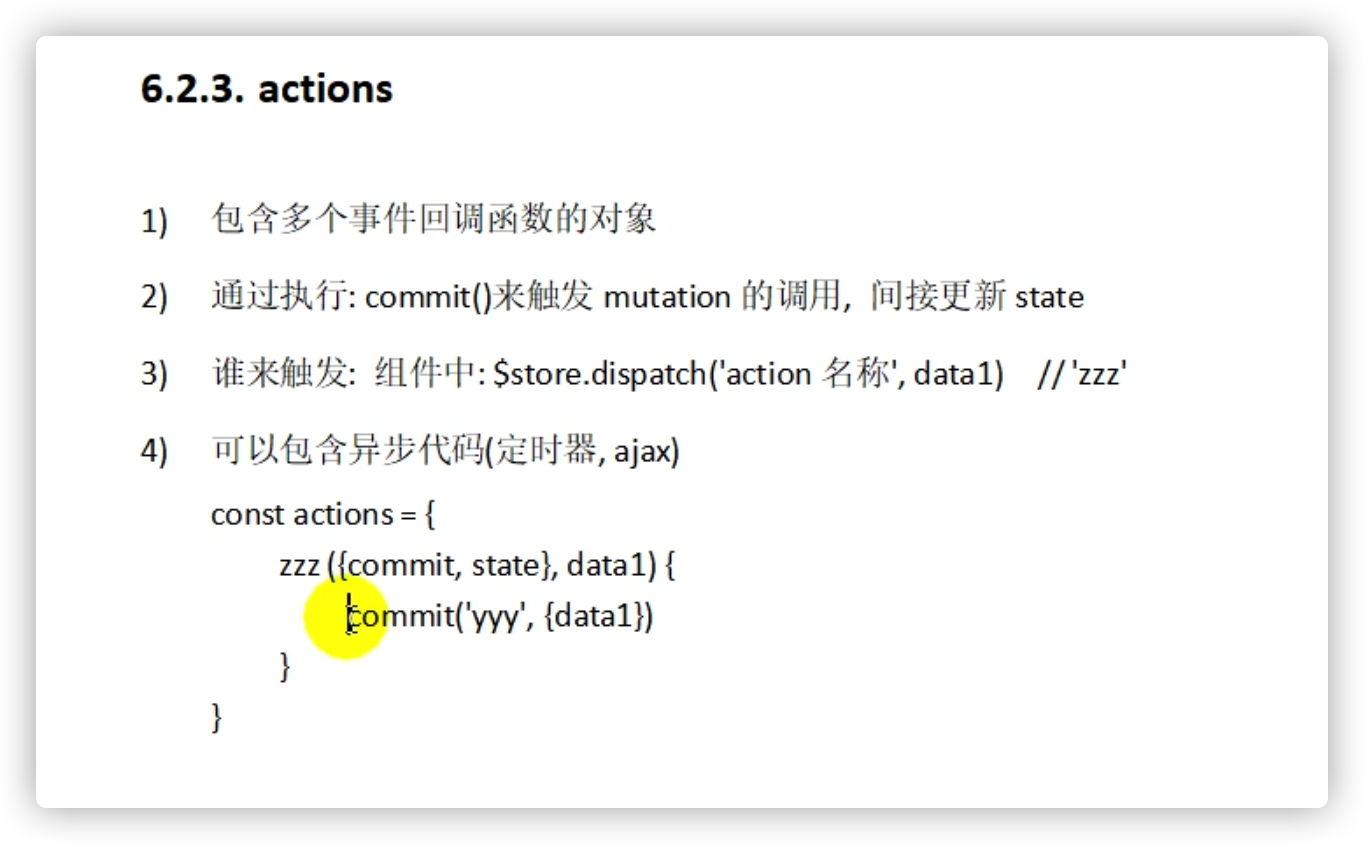 6.2.3. actions
1) 包含多个事件回调函数的对象
2) 通过执行: commit()来触发 mutation 的调用, 间接更新 state
3) 谁来触发: 组件中: $store.dispatch('action 名称', data1) // 'zzz'
4) 可以包含异步代码(定时器, ajax)
const actions = {
zzz ({commit, state}, data1) {
commit('yyy', {data1})
}
}